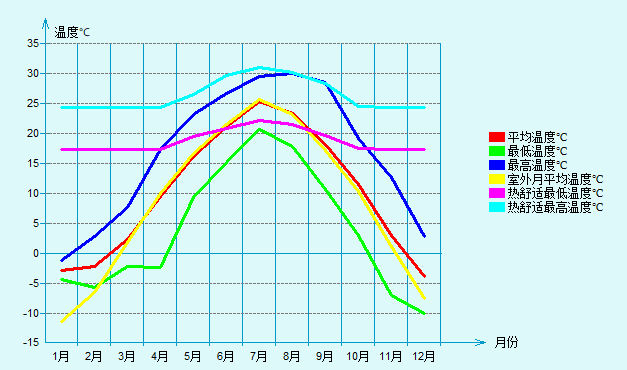 温度℃
35
30
25
20
15
10
5
0
-5
-10
-15
1月 2月 3月 4月 5月 6月 7月 8月 9月 10月 11月 12月
月份
平均温度℃
最低温度℃
最高温度℃
室外月平均温度℃
热舒适最低温度℃
热舒适最高温度℃